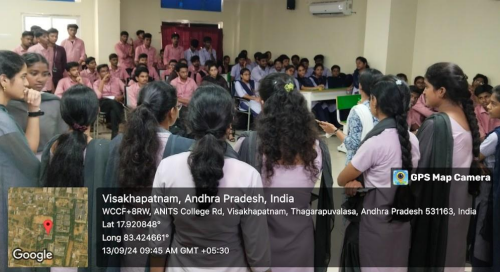 GPS Map Camera
Visakhapatnam, Andhra Pradesh, India
WCCF+8RW, ANITS College Rd, Visakhapatnam, Thagarapuvalasa, Andhra Pradesh 531163, India
Lat 17.920848°
Long 83.424661°
13/09/24 09:45 AM GMT +05:30
Google